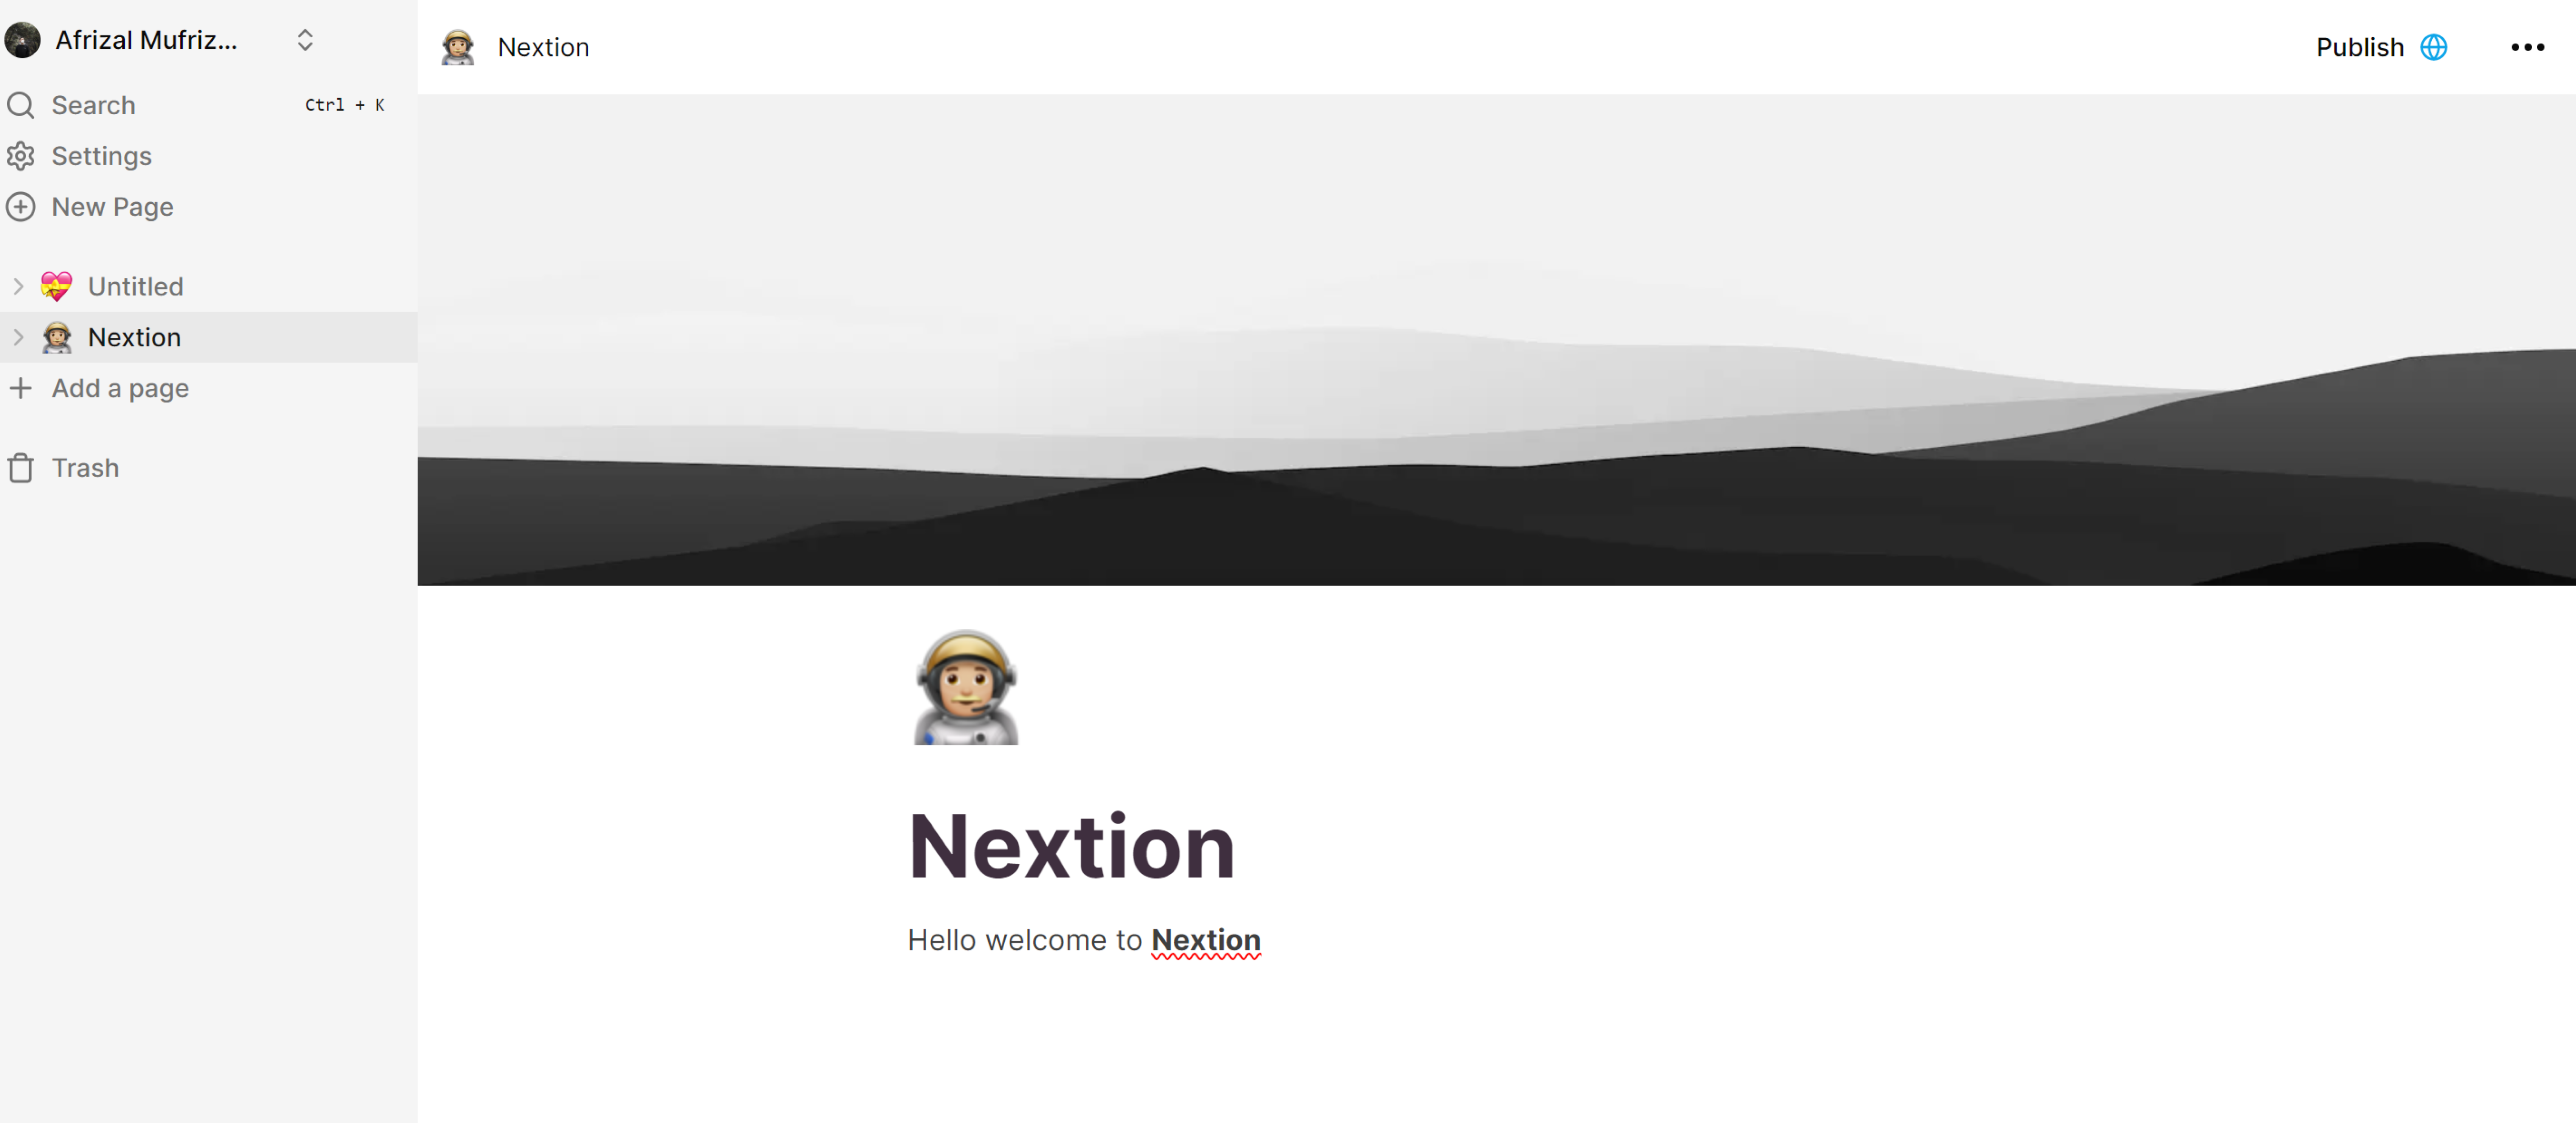 Afrizal Mufriz...
Search Ctrl + K
Settings
New Page
Untitled
Nextion
Add a page
Trash
Nextion
Publish
Nextion
Hello welcome to Nextion